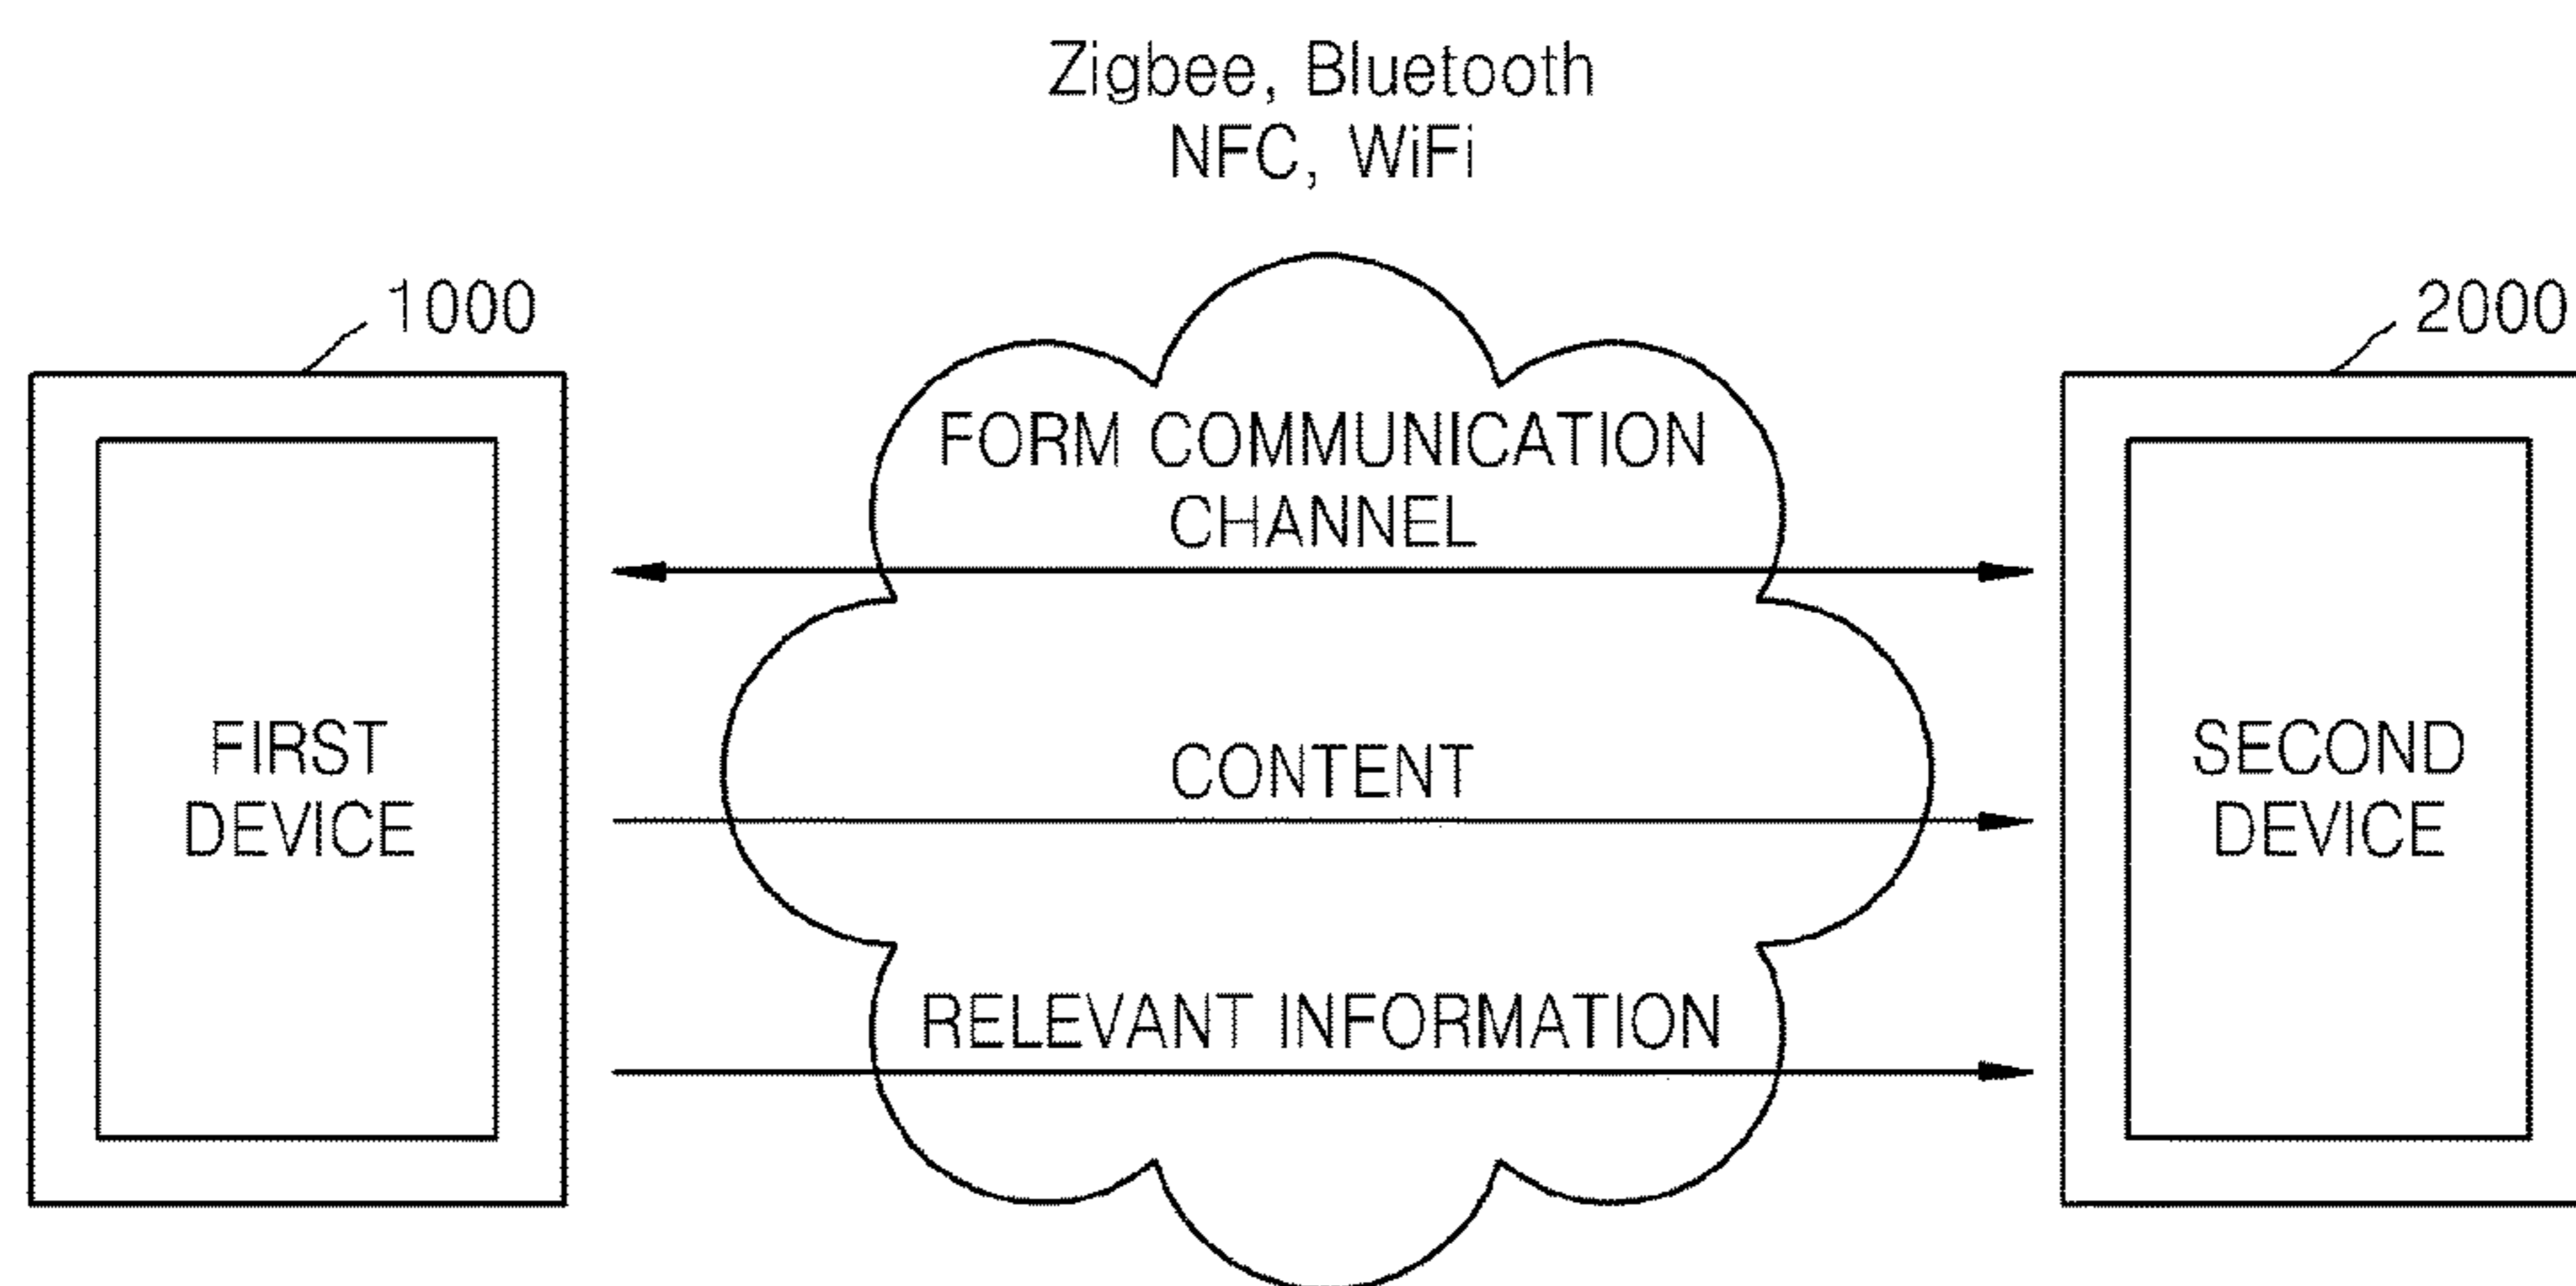 Zigbee, Bluetooth
NFC, WiFi
1000
2000
FORM COMMUNICATION
CHANNEL
FIRST
DEVICE
CONTENT
SECOND
DEVICE
RELEVANT INFORMATION